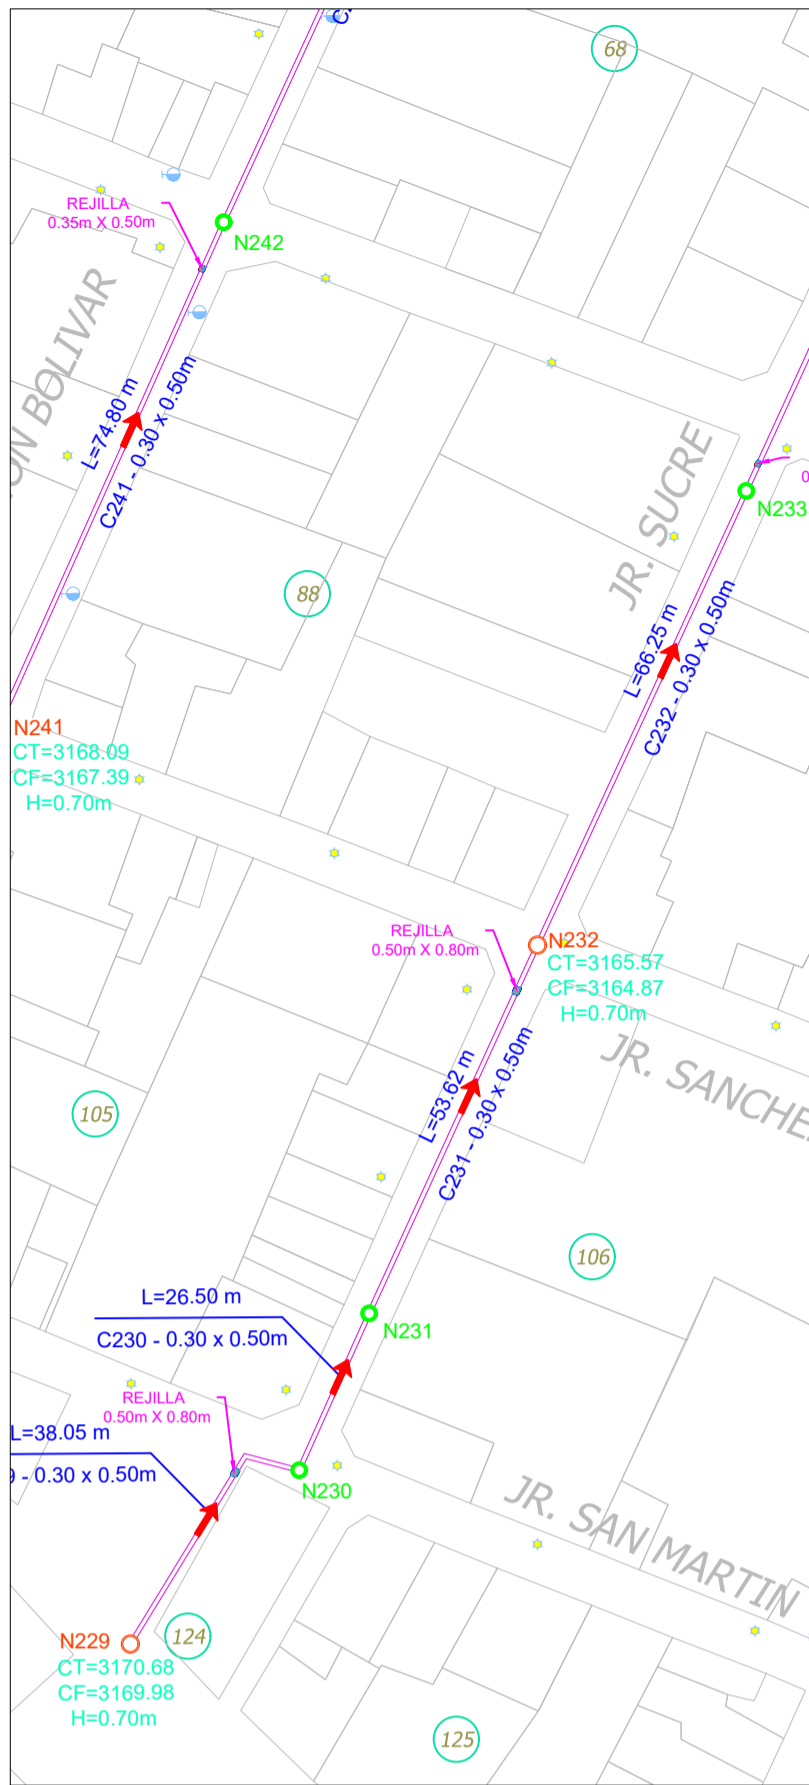 68
REJILLA
0.35m X 0.50m
N242
ON BOLIVAR
L=74.80 m
C241 - 0.30 x 0.50m
JR. SUCRE
N233
88
L=66.25 m
C232 - 0.30 x 0.50m
N241
CT=3168.09
CF=3167.39
H=0.70m
REJILLA
0.50m X 0.80m
N232
CT=3165.57
CF=3164.87
H=0.70m
JR. SANCHE
L=53.62 m
C231 - 0.30 x 0.50m
105
106
L=26.50 m
C230 - 0.30 x 0.50m
N231
REJILLA
0.50m X 0.80m
L=38.05 m
9 - 0.30 x 0.50m
N230
JR. SAN MARTIN
N229
CT=3170.68
CF=3169.98
H=0.70m
124
125